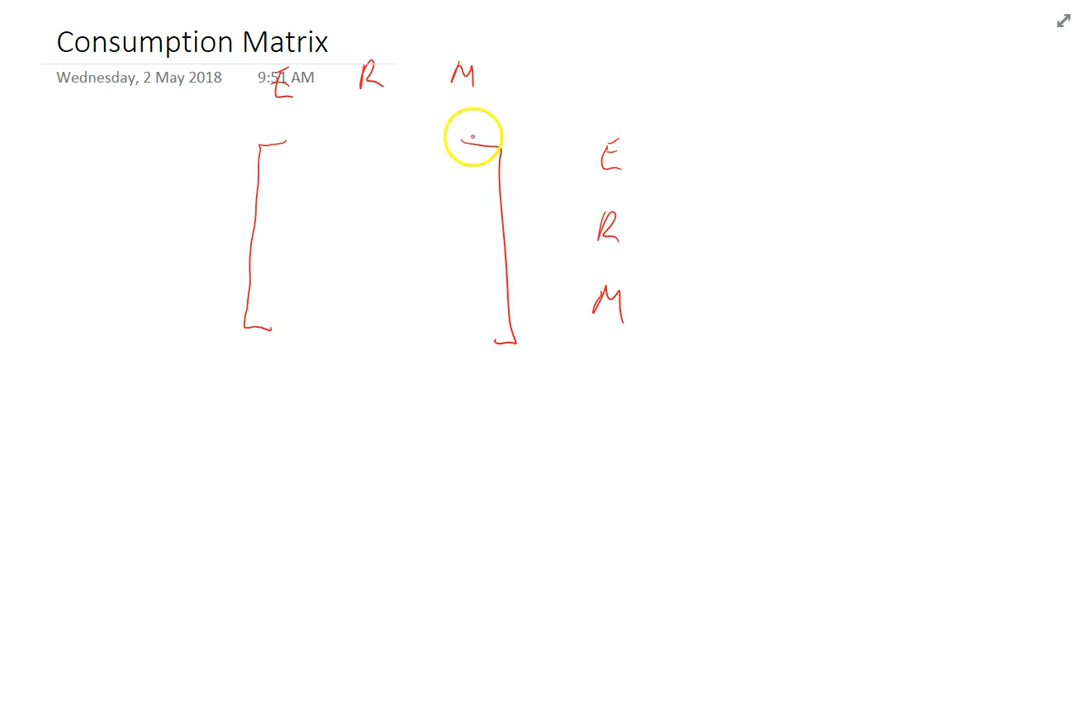 Consumption Matrix
Wednesday, 2 May 2018 9:51 AM
E R M
E
R
M